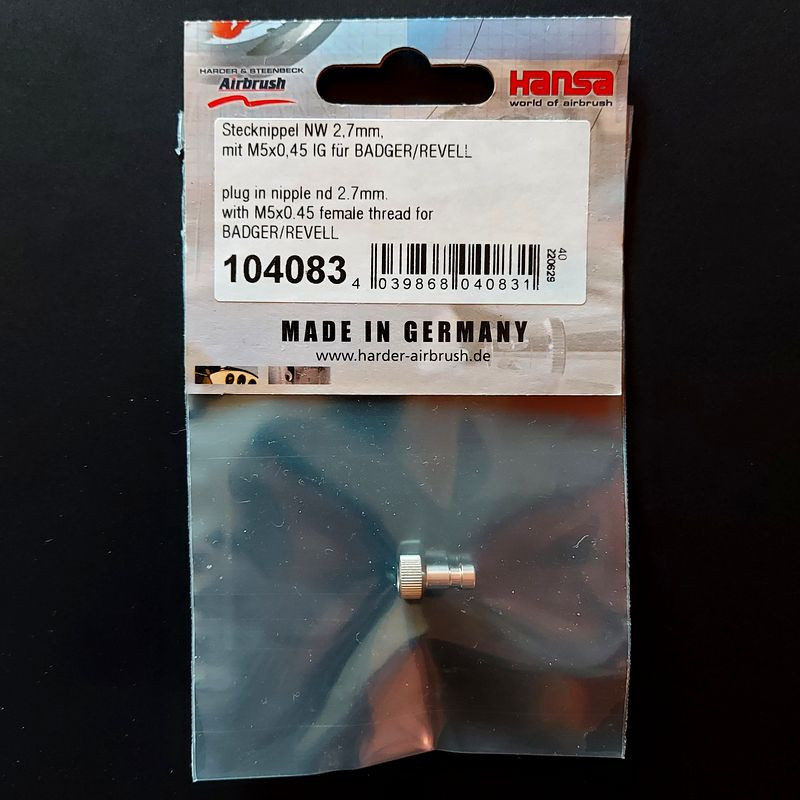 HARDER & STEENBECK
Airbrush
Hansa
world of airbrush
Stecknippel NW 2,7mm,
mit M5x0,45 IG für BADGER/REVELL
plug in nipple nd 2.7mm.
with M5x0.45 female thread for
BADGER/REVELL
104083
4 039868 040831
40
220629
MADE IN GERMANY
www.harder-airbrush.de